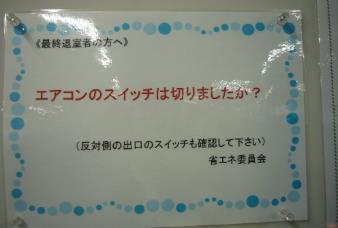 《最終退室者の方へ》
エアコンのスイッチは切りましたか？
（反対側の出口のスイッチも確認して下さい）
省エネ委員会